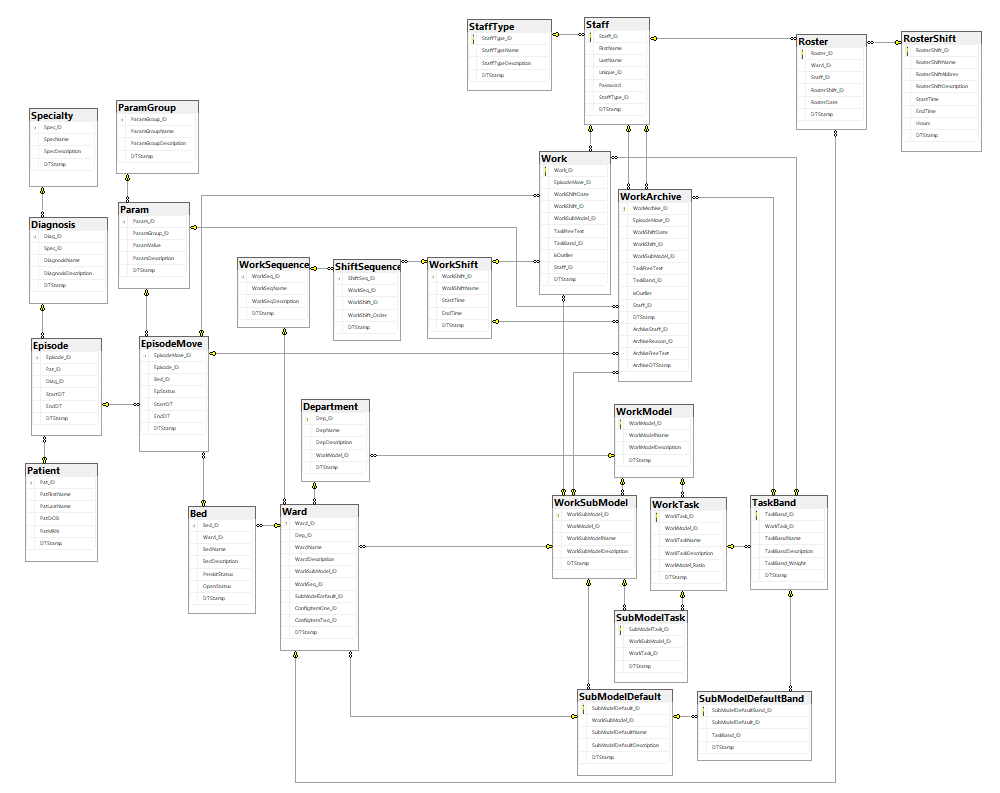 StaffType
StaffType_ID
StaffTypeName
StaffTypeDescription
DTStamp
Staff
Staff_ID
FirstName
LastName
Unique_ID
Password
StaffType_ID
DTStamp
Roster
Roster_ID
Ward_ID
Staff_ID
RosterShift_ID
RosterDate
DTStamp
RosterShift
RosterShift_ID
RosterShiftName
RosterShiftAbbrev
RosterShiftDescription
StartTime
EndTime
Hours
DTStamp
Specialty
Spec_ID
SpecName
SpecDescription
DTStamp
ParamGroup
ParamGroup_ID
ParamGroupName
ParamGroupDescription
DTStamp
Work
Work_ID
EpisodeMove_ID
WorkShiftDate
WorkShift_ID
WorkSubModel_ID
TaskFreeText
TaskBand_ID
isOutlier
Staff_ID
DTStamp
WorkArchive
WorkArchive_ID
EpisodeMove_ID
WorkShiftDate
WorkShift_ID
WorkSubModel_ID
TaskFreeText
TaskBand_ID
isOutlier
Staff_ID
DTStamp
ArchiveStaff_ID
ArchiveReason_ID
ArchiveFreeText
ArchiveDTStamp
Diagnosis
Diag_ID
Spec_ID
DiagnosisName
DiagnosisDescription
DTStamp
Param
Param_ID
ParamGroup_ID
ParamValue
ParamDescription
DTStamp
WorkSequence
WorkSeq_ID
WorkSeqName
WorkSeqDescription
DTStamp
ShiftSequence
ShiftSeq_ID
WorkSeq_ID
WorkShift_ID
WorkShift_Order
DTStamp
WorkShift
WorkShift_ID
WorkShiftName
StartTime
EndTime
DTStamp
Episode
Episode_ID
Pat_ID
Diag_ID
StartDT
EndDT
DTStamp
EpisodeMove
EpisodeMove_ID
Episode_ID
Bed_ID
EpStatus
StartDT
EndDT
DTStamp
Department
Dep_ID
DepName
DepDescription
WorkModel_ID
DTStamp
WorkModel
WorkModel_ID
WorkModelName
WorkModelDescription
DTStamp
Patient
Pat_ID
PatFirstName
PatLastName
PatDOB
PatMRN
DTStamp
Bed
Bed_ID
Ward_ID
BedName
BedDescription
PersistStatus
OpenStatus
DTStamp
Ward
Ward_ID
Dep_ID
WardName
WardDescription
WorkSubModel_ID
WorkSeq_ID
SubModelDefault_ID
ConfigItemOne_ID
ConfigItemTwo_ID
DTStamp
WorkSubModel
WorkSubModel_ID
WorkModel_ID
WorkSubModelName
WorkSubModelDescription
DTStamp
WorkTask
WorkTask_ID
WorkModel_ID
WorkTaskName
WorkTaskDescription
WorkModel_Ratio
DTStamp
TaskBand
TaskBand_ID
WorkTask_ID
TaskBandName
TaskBandDescription
TaskBand_Weight
DTStamp
SubModelTask
SubModelTask_ID
WorkSubModel_ID
WorkTask_ID
DTStamp
SubModelDefault
SubModelDefault_ID
WorkSubModel_ID
SubModelDefaultName
SubModelDefaultDescription
DTStamp
SubModelDefaultBand
SubModelDefaultBand_ID
SubModelDefault_ID
TaskBand_ID
DTStamp